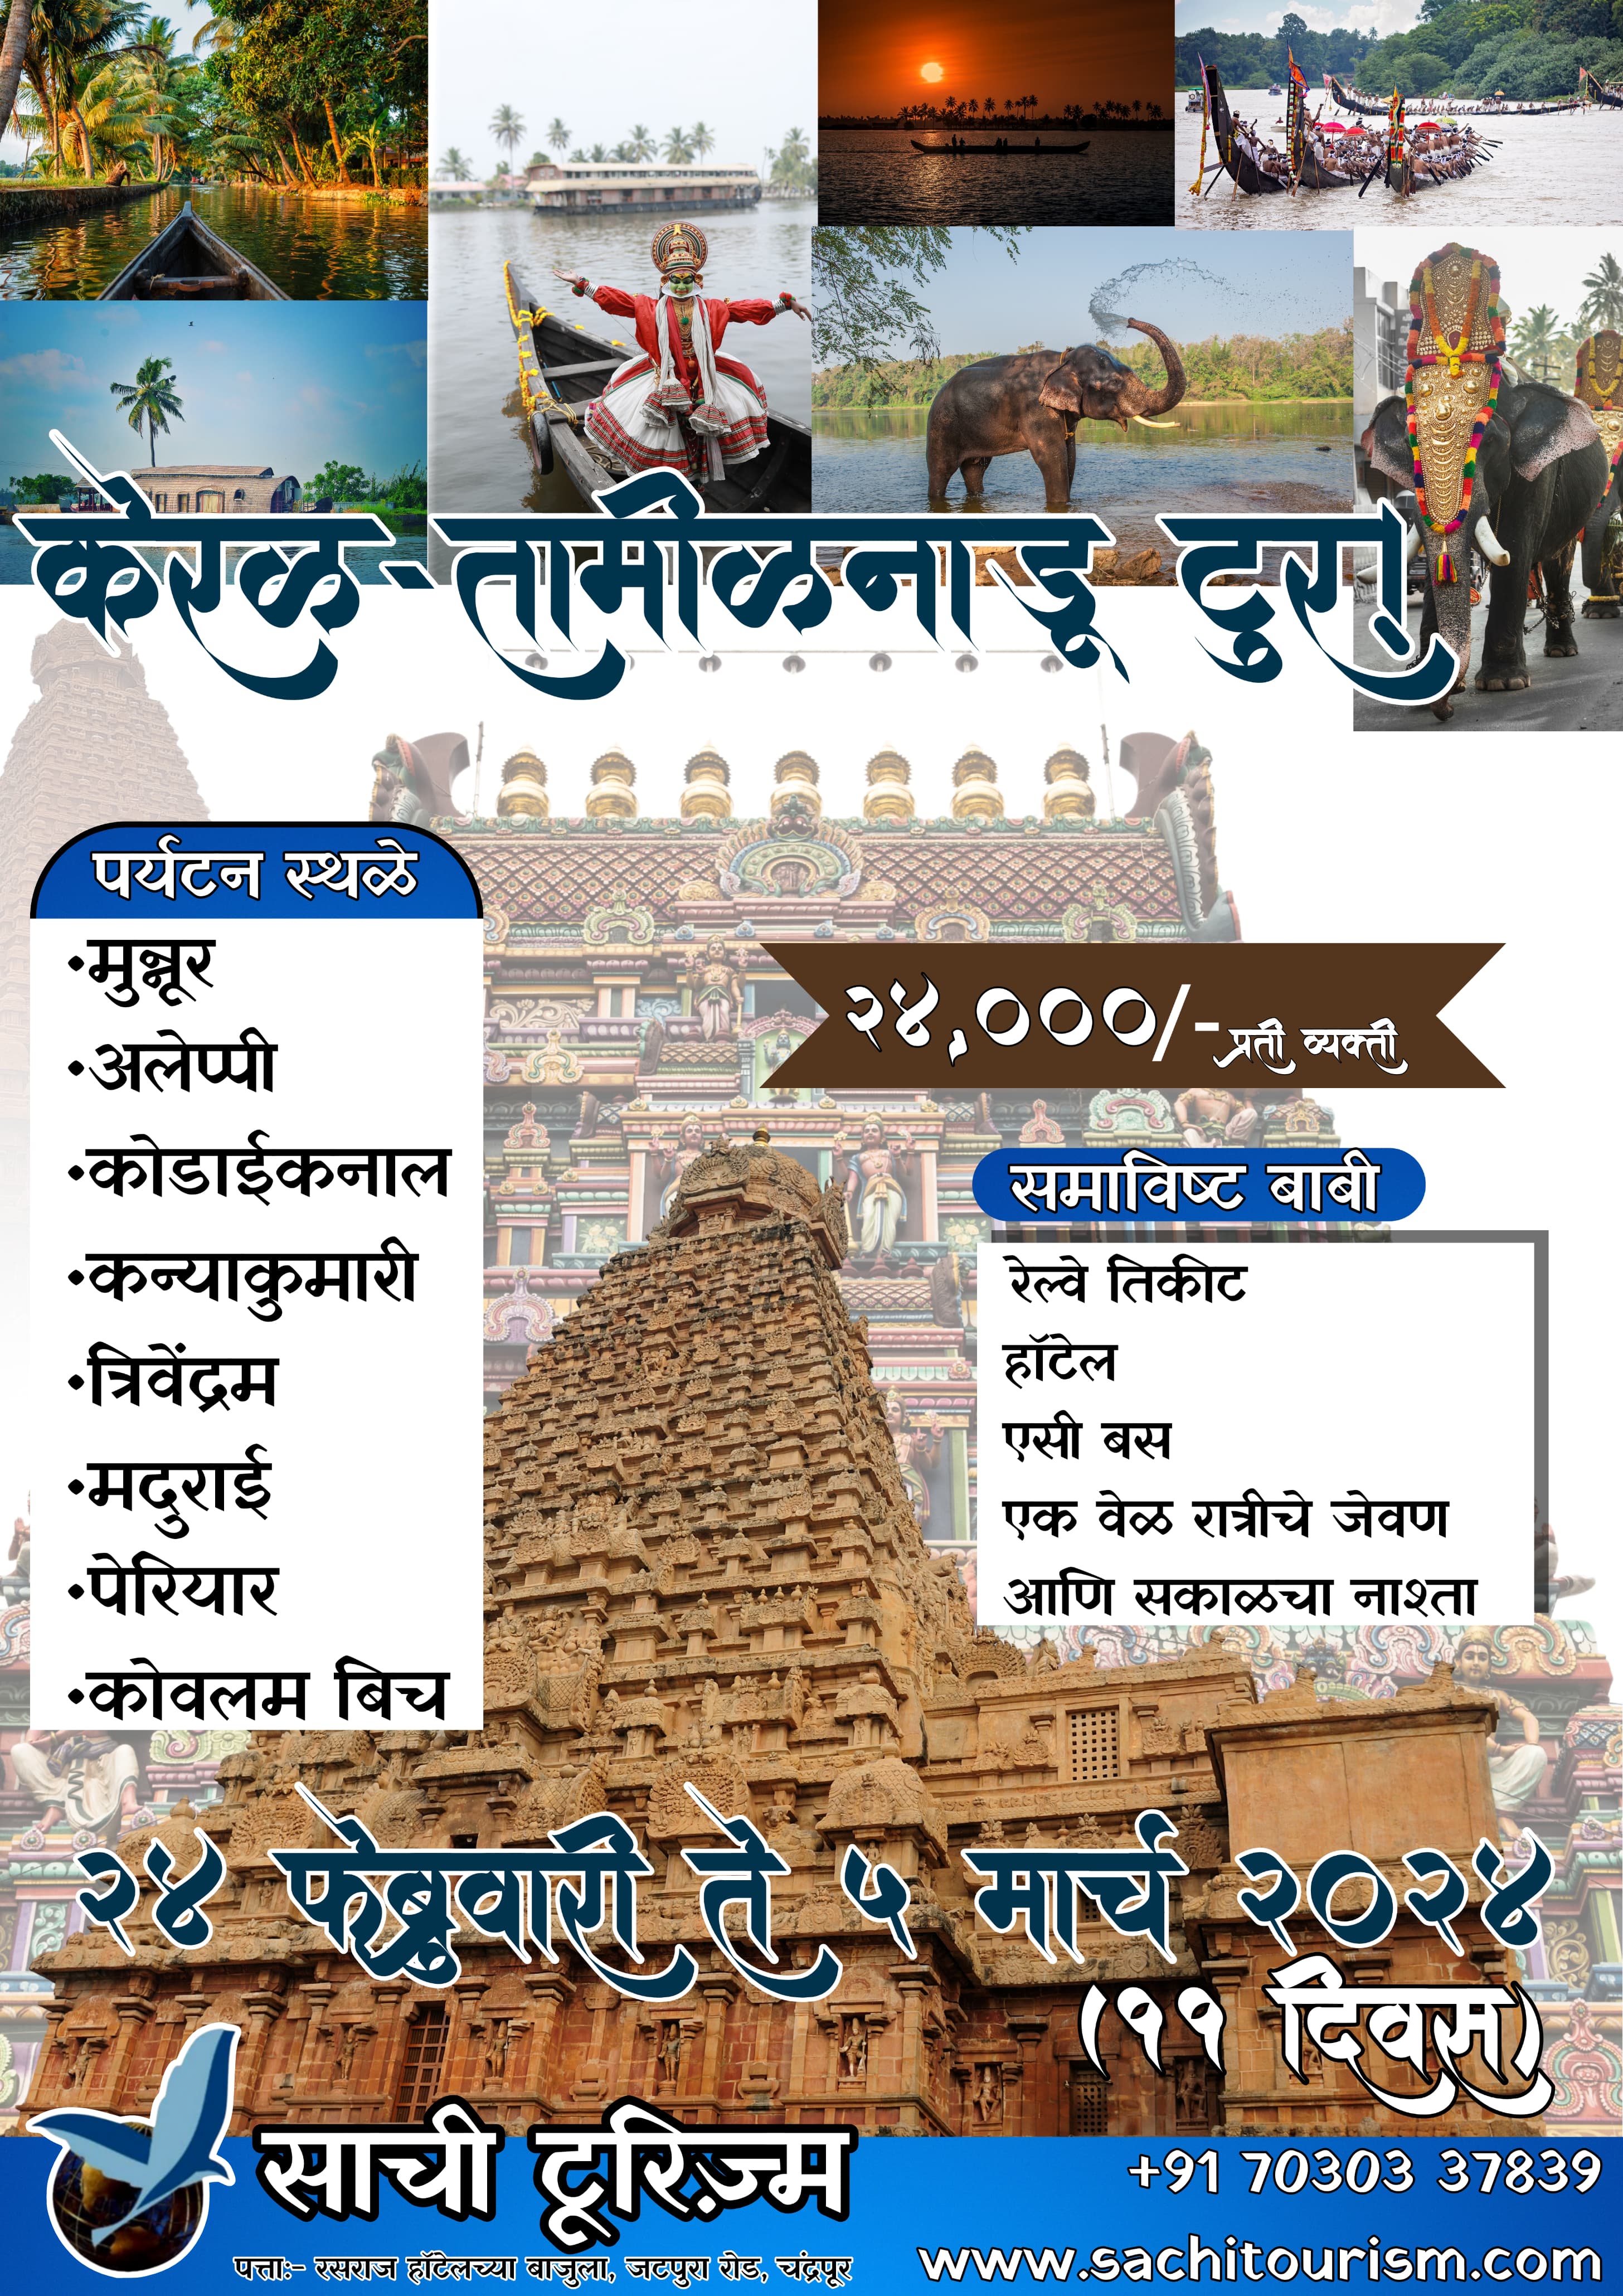 केरळ-तामीळनाडू टुर्
पर्यटन स्थळे
•मुन्नूर
•अलेप्पी
•कोडाईकनाल
•कन्याकुमारी
•त्रिवेंद्रम
•मदुराई
•पेरियार
•कोवलम बिच
२४,०००/-प्रती व्यक्ती
समाविष्ट बाबी
रेल्वे तिकीट
हॉटेल
एसी बस
एक वेळ रात्रीचे जेवण
आणि सकाळचा नाश्ता
२४ फेब्रुवारी ते ५ मार्च २०२४
(११ दिवस)
साची टूरिज़्म
पत्ताः- रसराज हॉटेलच्या बाजुला, जटपुरा रोड, चंद्रपूर
+91 70303 37839
www.sachitourism.com